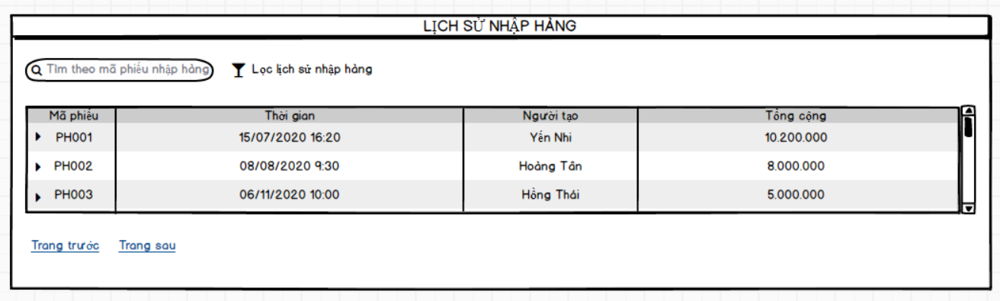 LỊCH SỬ NHẬP HÀNG
Tìm theo mã phiếu nhập hàng Lọc lịch sử nhập hàng
Mã phiếu Thời gian Người tạo Tổng cộng
PH001 15/07/2020 16:20 Yến Nhi 10.200.000
PH002 08/08/2020 9:30 Hoàng Tân 8.000.000
PH003 06/11/2020 10:00 Hồng Thái 5.000.000
Trang trước Trang sau